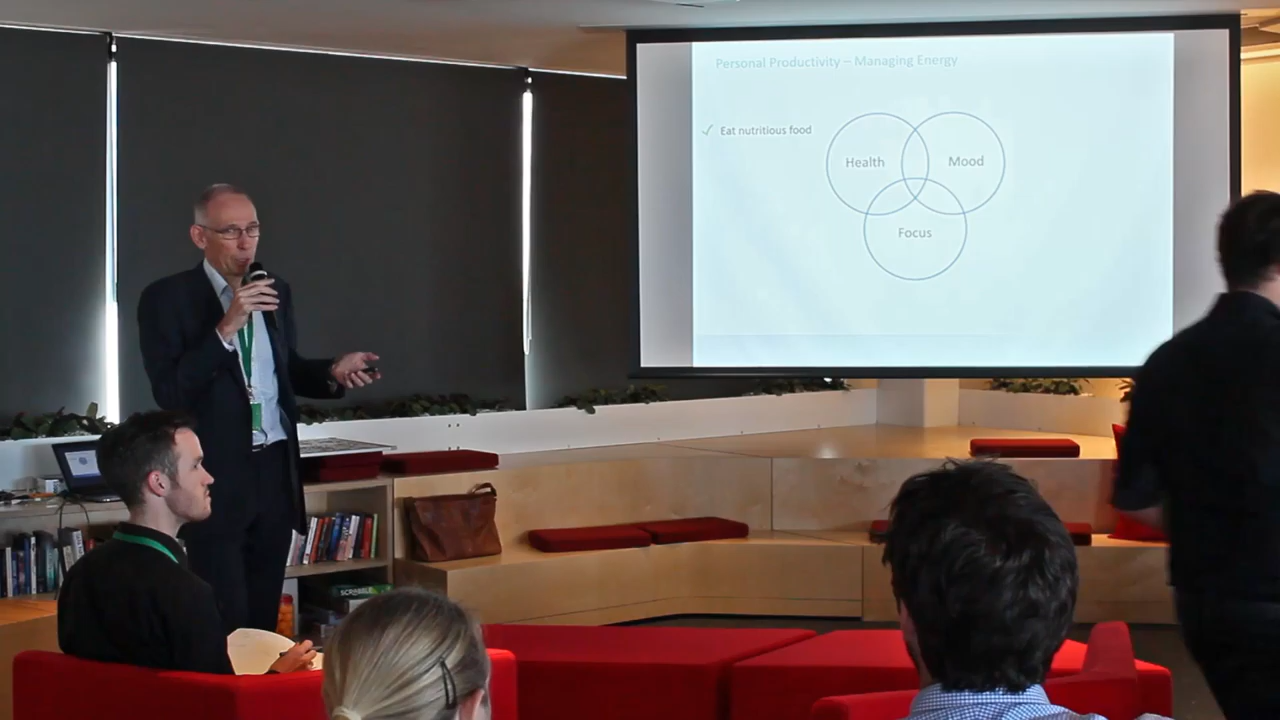 Personal Productivity – Managing Energy
✓ Eat nutritious food
Health
Mood
Focus
SCRABBLE